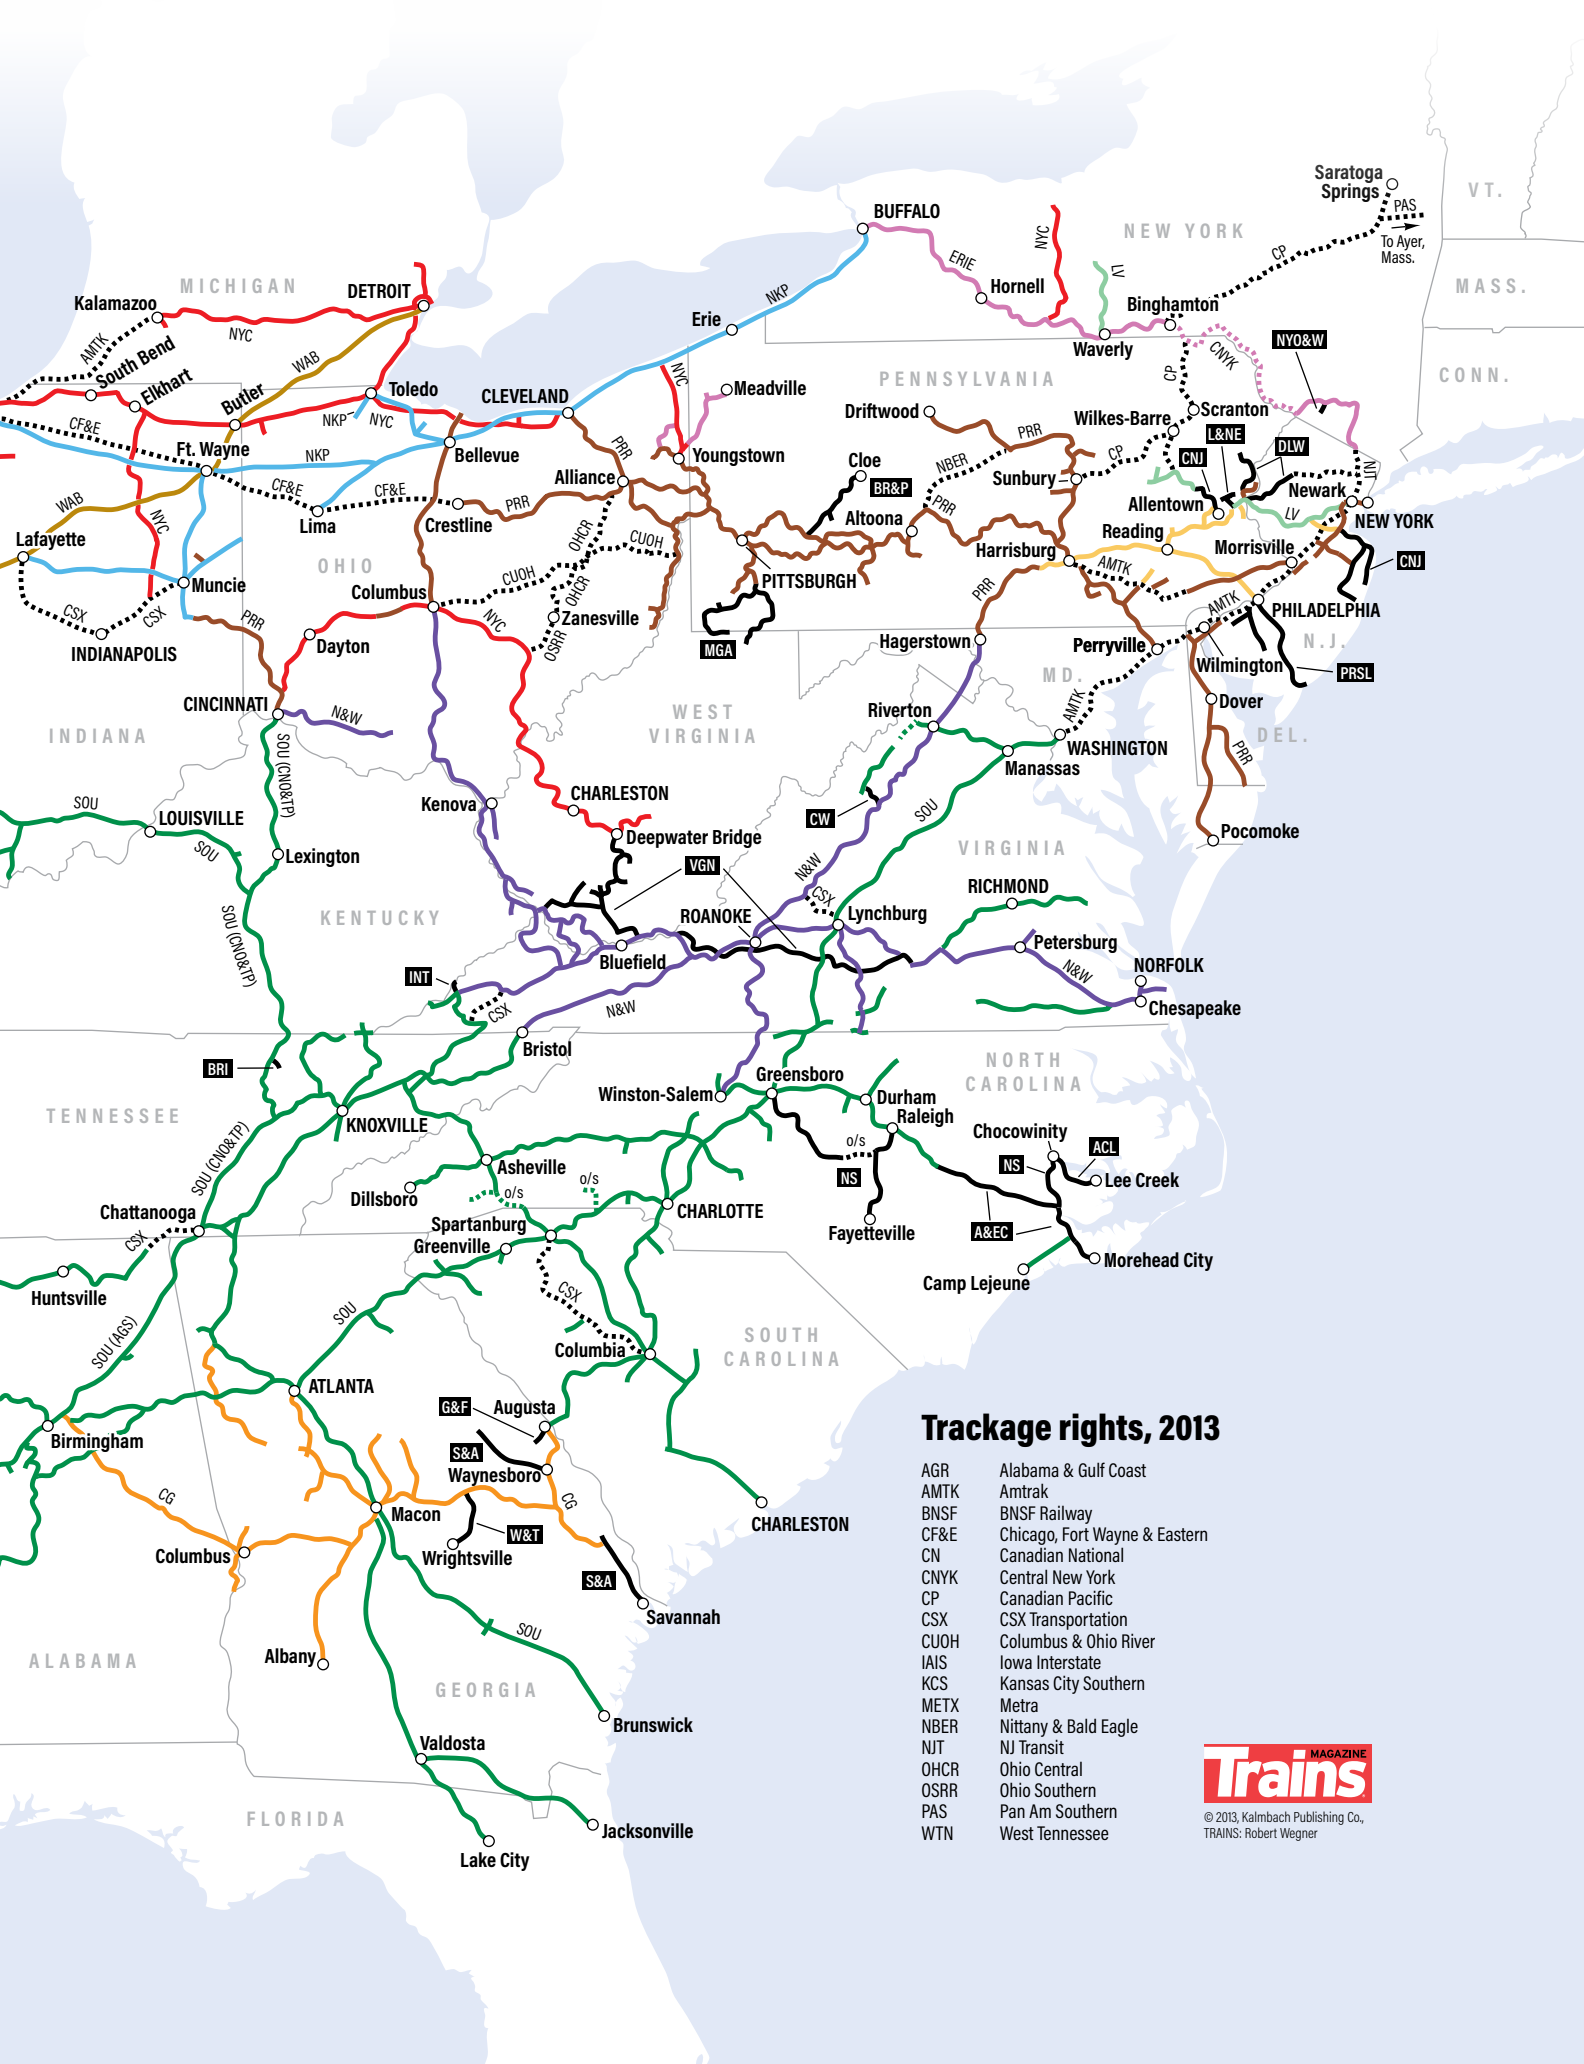 Saratoga
Springs
VT.
PAS
To Ayer,
Mass.
BUFFALO
NEW YORK
NYC
CP
ERIE
LV
MICHIGAN
DETROIT
Kalamazoo
Hornell
Binghamton
MASS.
NKP
Erie
NYC
AMTK
WAB
South Bend
Waverly
CNYK
NYO&W
CP
Elkhart
Butler
Toledo
CLEVELAND
NYC
Meadville
PENNSYLVANIA
CONN.
NKP
NYC
Driftwood
Wilkes-Barre
Scranton
CF&E
Ft. Wayne
NKP
Bellevue
PRR
Youngstown
PRR
L&NE
DLW
CNJ
CP
Cloe
BR&P
NBER
Sunbury
NJT
WAB
CF&E
CF&E
Lima
Crestline
PRR
Alliance
Altoona
PRR
Allentown
Newark
LV
NEW YORK
NYC
Lafayette
OHIO
OHCR
CUOH
Reading
Harrisburg
Morrisville
AMTK
CNJ
Muncie
CUOH
OHCR
PITTSBURGH
PRR
Columbus
CSX
CSX
PRR
NYC
Zanesville
OSRR
AMTK
PHILADELPHIA
INDIANAPOLIS
Dayton
MGA
Hagerstown
Perryville
N.J.
Wilmington
PRSL
MD.
CINCINNATI
N&W
WEST
VIRGINIA
Riverton
AMTK
Dover
INDIANA
WASHINGTON
DEL.
PRR
Manassas
SOU (CNO&TP)
Kenova
CHARLESTON
SOU
LOUISVILLE
CW
SOU
Deepwater Bridge
Pocomoke
SOU
Lexington
VGN
N&W
VIRGINIA
RICHMOND
CSX
KENTUCKY
SOU (CNO&TP)
ROANOKE
Lynchburg
Petersburg
Bluefield
N&W
NORFOLK
INT
Chesapeake
CSX
N&W
Bristol
BRI
NORTH
CAROLINA
Winston-Salem
Greensboro
Durham
Raleigh
TENNESSEE
KNOXVILLE
SOU (CNO&TP)
o/s
Chocowinity
ACL
NS
Asheville
NS
Lee Creek
Dillsboro
o/s
o/s
Chattanooga
CSX
Spartanburg
Greenville
CHARLOTTE
Fayetteville
A&EC
Morehead City
Camp Lejeune
Huntsville
CSX
SOU
SOU (AGS)
Columbia
SOUTH
CAROLINA
ATLANTA
G&F
Augusta
Birmingham
S&A
Waynesboro
CG
CG
Macon
W&T
Wrightsville
CHARLESTON
Columbus
S&A
Savannah
SOU
ALABAMA
Albany
GEORGIA
Brunswick
Valdosta
FLORIDA
Jacksonville
Lake City
Trackage rights, 2013
AGR Alabama & Gulf Coast
AMTK Amtrak
BNSF BNSF Railway
CF&E Chicago, Fort Wayne & Eastern
CN Canadian National
CNYK Central New York
CP Canadian Pacific
CSX CSX Transportation
CUOH Columbus & Ohio River
IAIS Iowa Interstate
KCS Kansas City Southern
METX Metra
NBER Nittany & Bald Eagle
NJT NJ Transit
OHCR Ohio Central
OSRR Ohio Southern
PAS Pan Am Southern
WTN West Tennessee
MAGAZINE
Trains
© 2013, Kalmbach Publishing Co.,
TRAINS: Robert Wegner